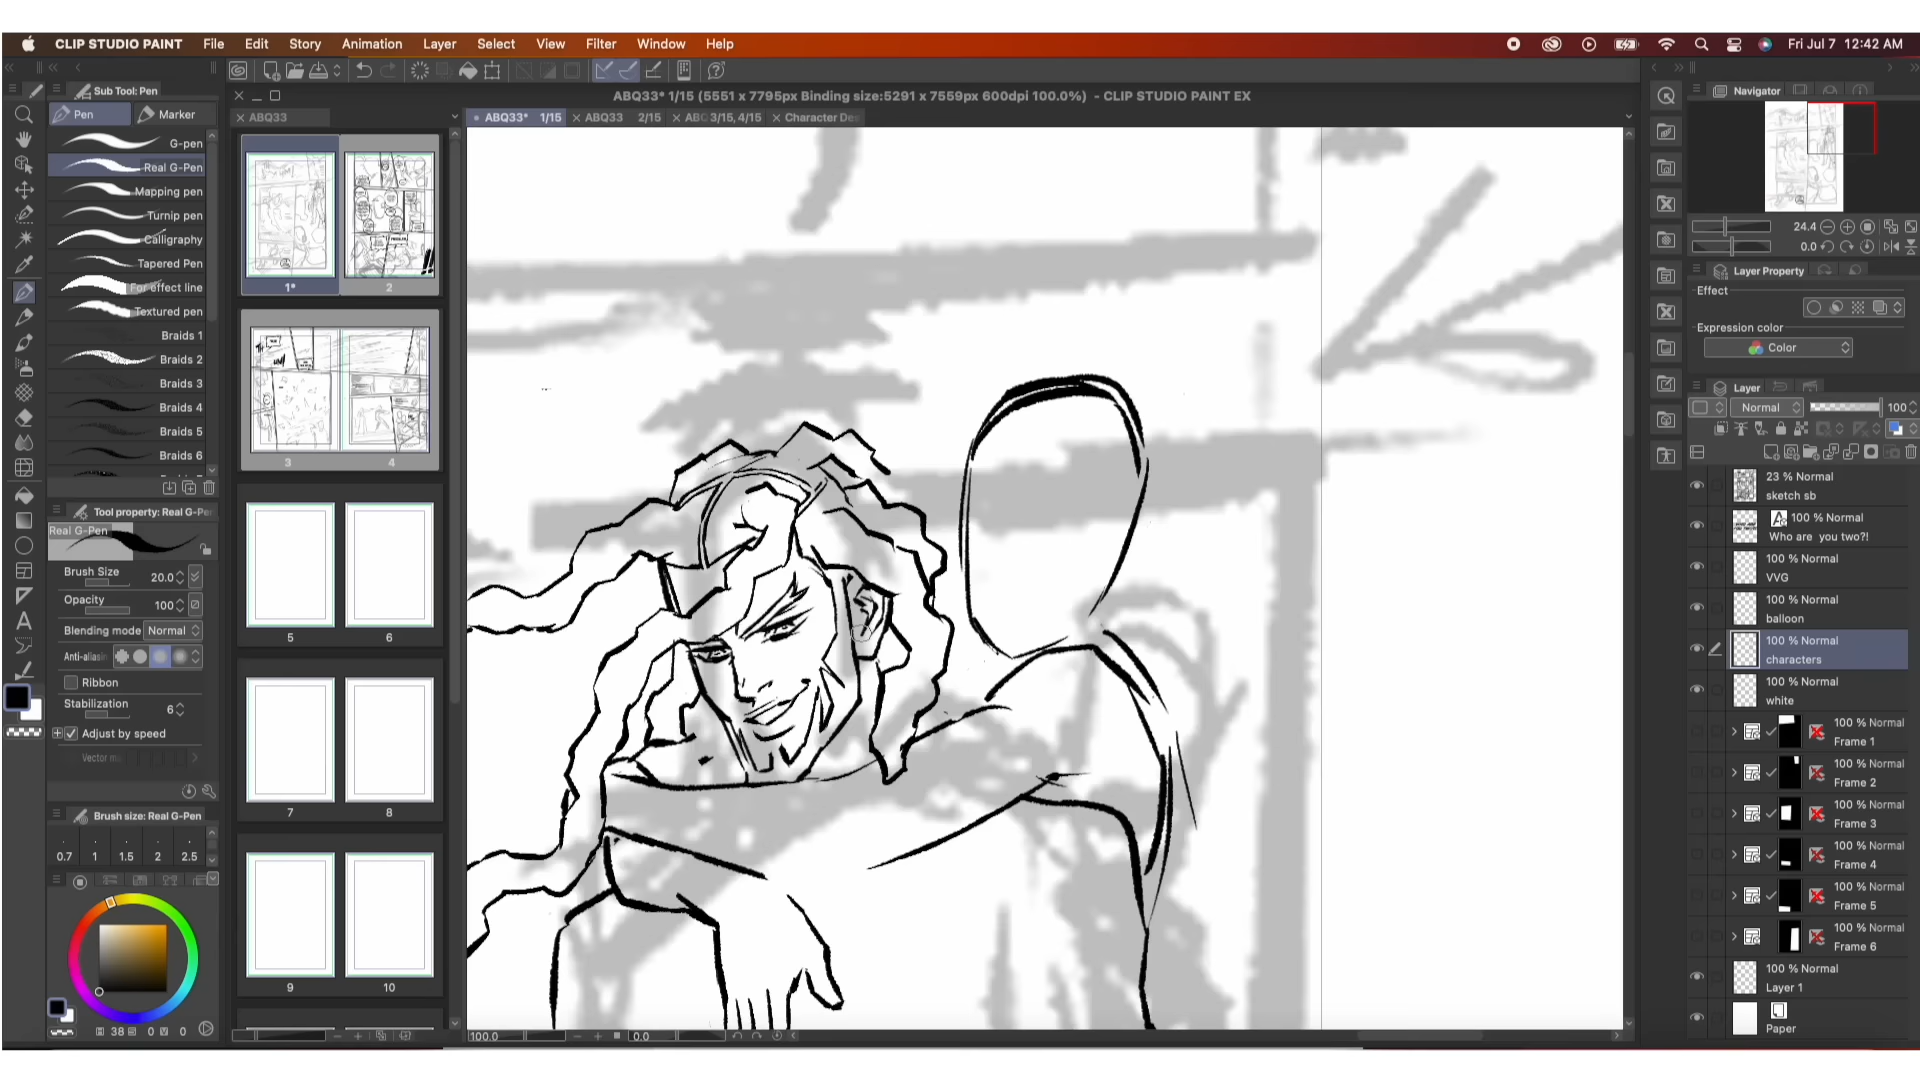 CLIP STUDIO PAINT File Edit Story Animation Layer Select View Filter Window Help Fri Jul 7 12:42 AM
Sub Tool: Pen
Pen Marker
G-pen
Real G-Pen
Mapping pen
Turnip pen
Calligraphy
Tapered Pen
For effect line
Textured pen
Braids 1
Braids 2
Braids 3
Braids 4
Braids 5
Braids 6
Tool property: Real G-Pe
Real G-Pen
Brush Size 20.0
Opacity 100
Blending mode Normal
Anti-aliasin
Ribbon
Stabilization 6
Adjust by speed
Vector ma
Brush size: Real G-Pen
0.7 1 1.5 2 2.5
38 0 0
ABQ33* 1/15 (5551 x 7795px Binding size:5291 x 7559px 600dpi 100.0%) - CLIP STUDIO PAINT EX
ABQ33
ABQ33* 1/15 ABQ33 2/15 ABQ 3/15, 4/15 Character De
1* 2
3 4
5 6
7 8
9 10
100.0 0.0
Navigator
24.4
0.0
Layer Property
Effect
Expression color
Color
Layer
Normal 100
23 % Normal
sketch sb
100 % Normal
Who are you two?!
100 % Normal
VVG
100 % Normal
balloon
100 % Normal
characters
100 % Normal
white
100 % Normal
Frame 1
100 % Normal
Frame 2
100 % Normal
Frame 3
100 % Normal
Frame 4
100 % Normal
Frame 5
100 % Normal
Frame 6
100 % Normal
Layer 1
Paper